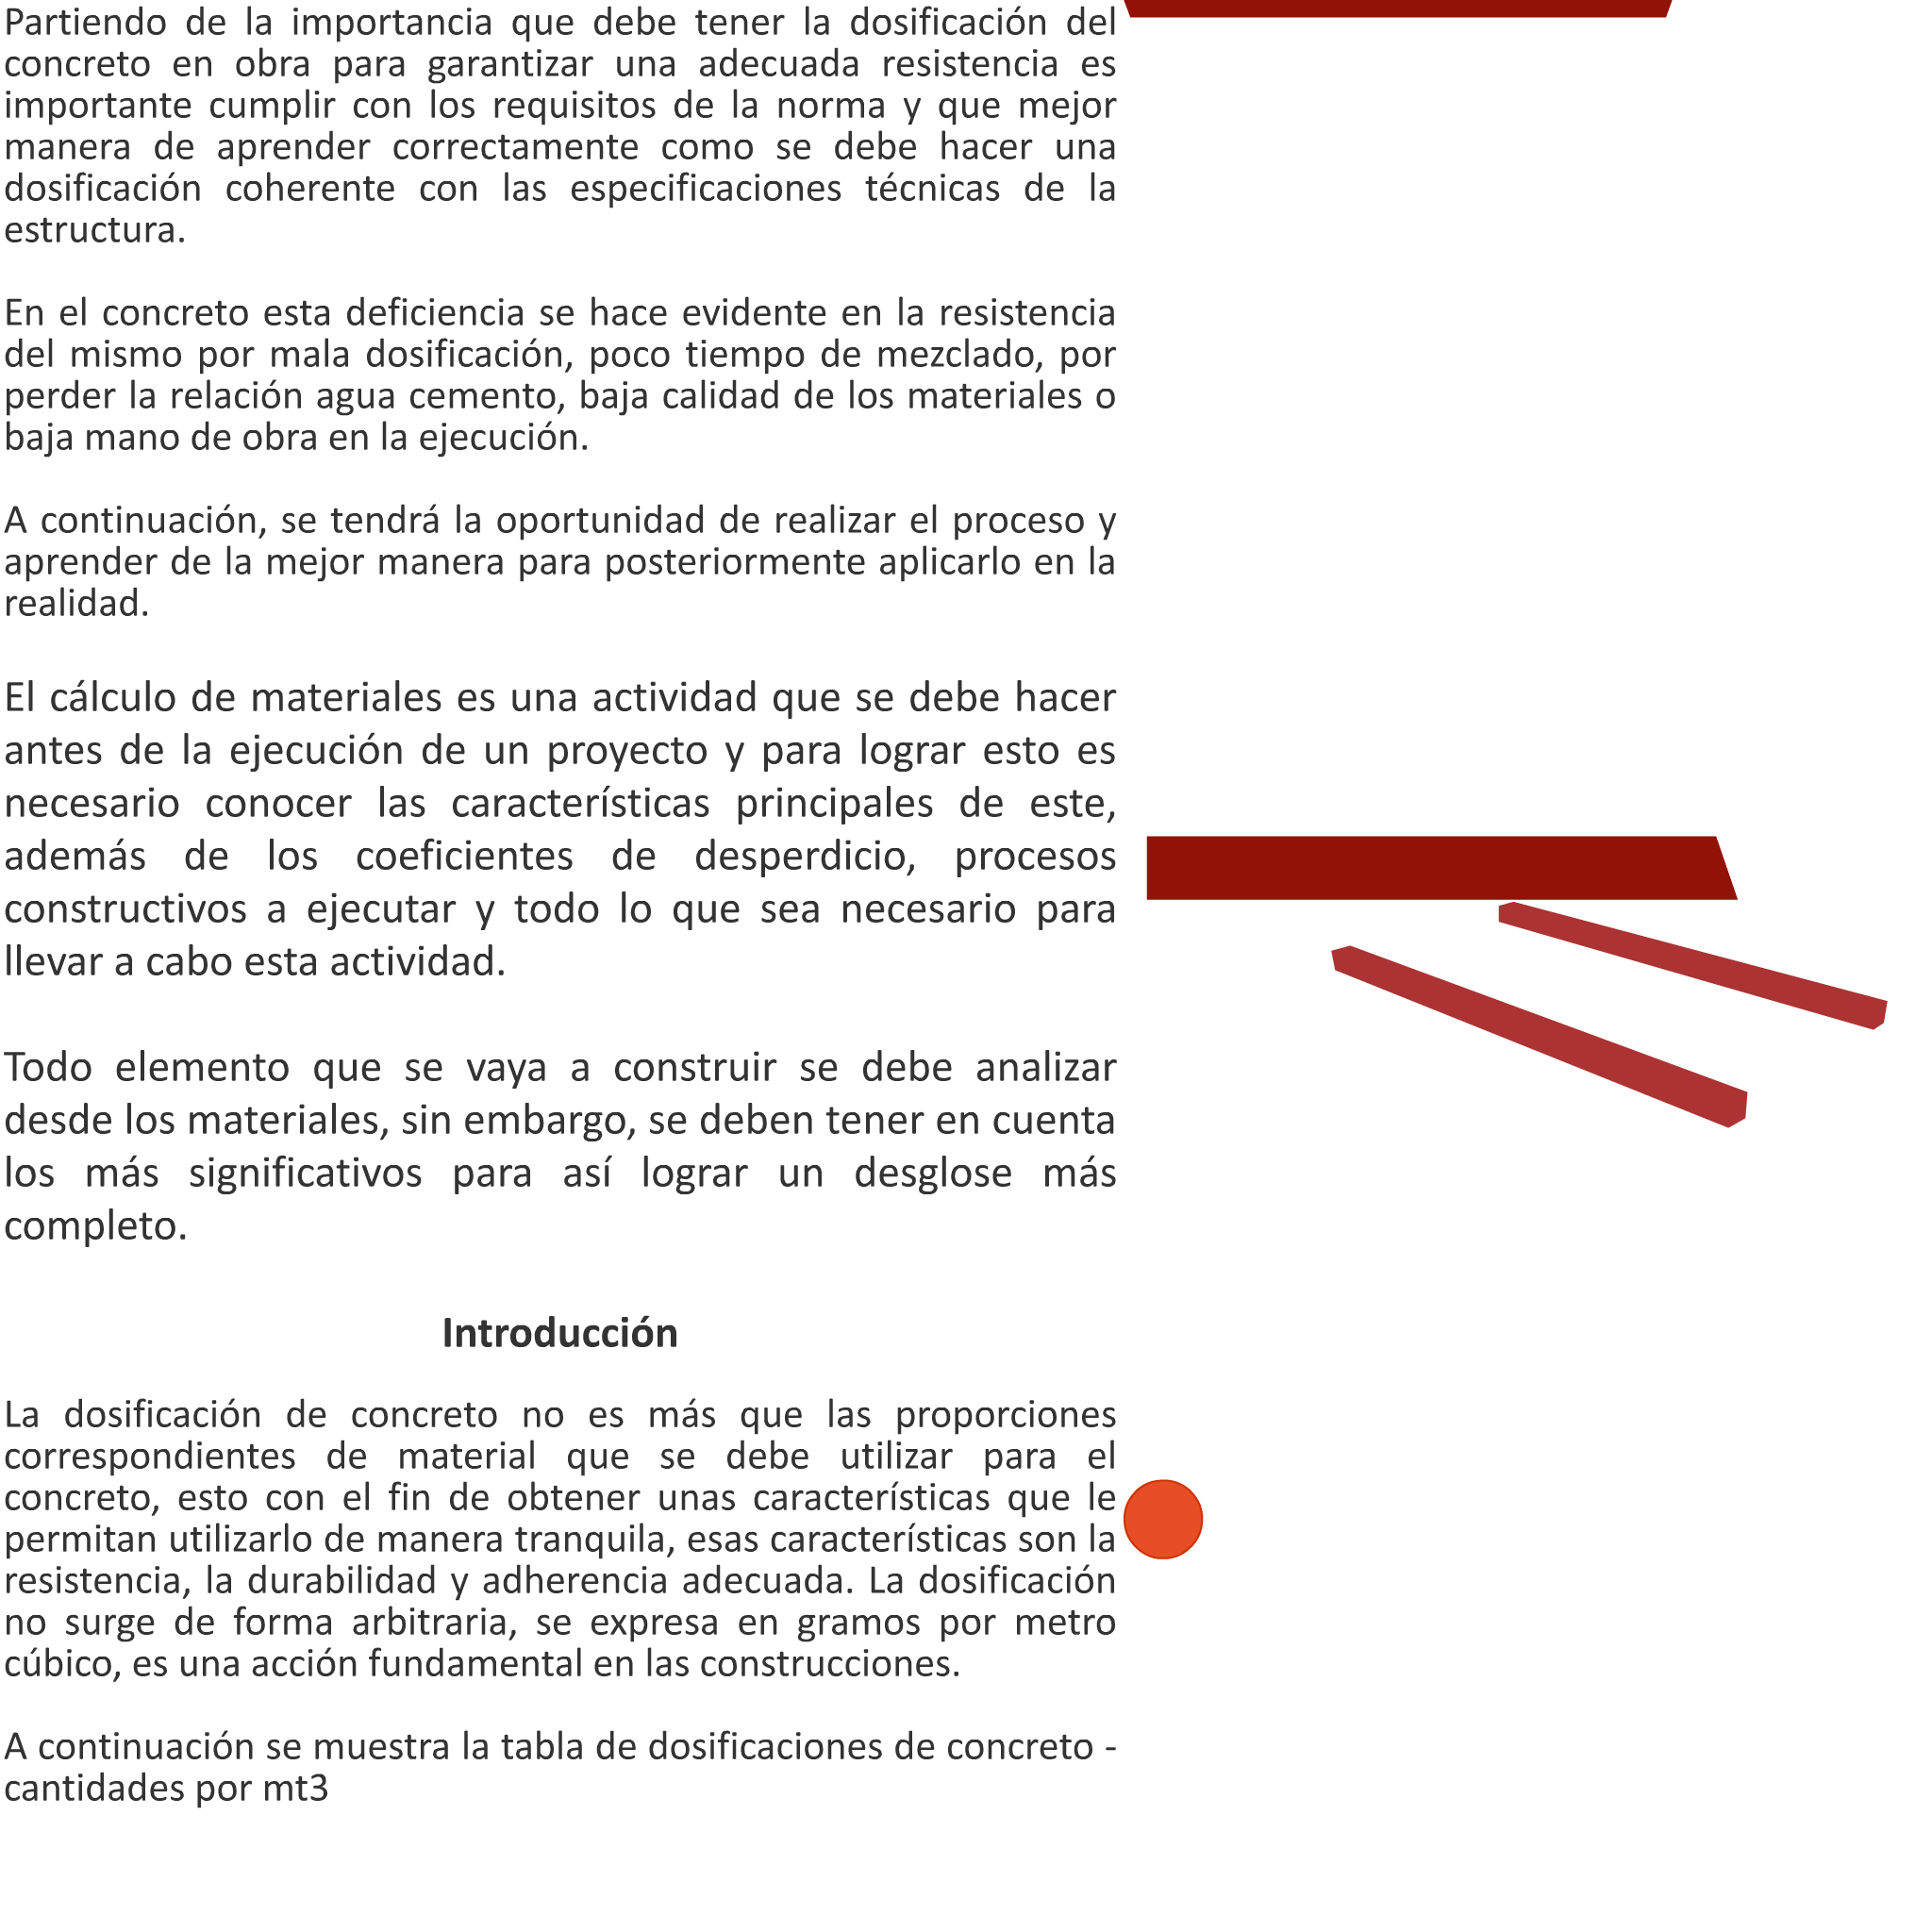 Partiendo de la importancia que debe tener la dosificación del
concreto en obra para garantizar una adecuada resistencia es
importante cumplir con los requisitos de la norma y que mejor
manera de aprender correctamente como se debe hacer una
dosificación coherente con las especificaciones técnicas de la
estructura.
En el concreto esta deficiencia se hace evidente en la resistencia
del mismo por mala dosificación, poco tiempo de mezclado, por
perder la relación agua cemento, baja calidad de los materiales o
baja mano de obra en la ejecución.
A continuación, se tendrá la oportunidad de realizar el proceso y
aprender de la mejor manera para posteriormente aplicarlo en la
realidad.
El cálculo de materiales es una actividad que se debe hacer
antes de la ejecución de un proyecto y para lograr esto es
necesario conocer las características principales de este,
además de los coeficientes de desperdicio, procesos
constructivos a ejecutar y todo lo que sea necesario para
llevar a cabo esta actividad.
Todo elemento que se vaya a construir se debe analizar
desde los materiales, sin embargo, se deben tener en cuenta
los más significativos para así lograr un desglose más
completo.
Introducción
La dosificación de concreto no es más que las proporciones
correspondientes de material que se debe utilizar para el
concreto, esto con el fin de obtener unas características que le
permitan utilizarlo de manera tranquila, esas características son la
resistencia, la durabilidad y adherencia adecuada. La dosificación
no surge de forma arbitraria, se expresa en gramos por metro
cúbico, es una acción fundamental en las construcciones.
A continuación se muestra la tabla de dosificaciones de concreto -
cantidades por mt3